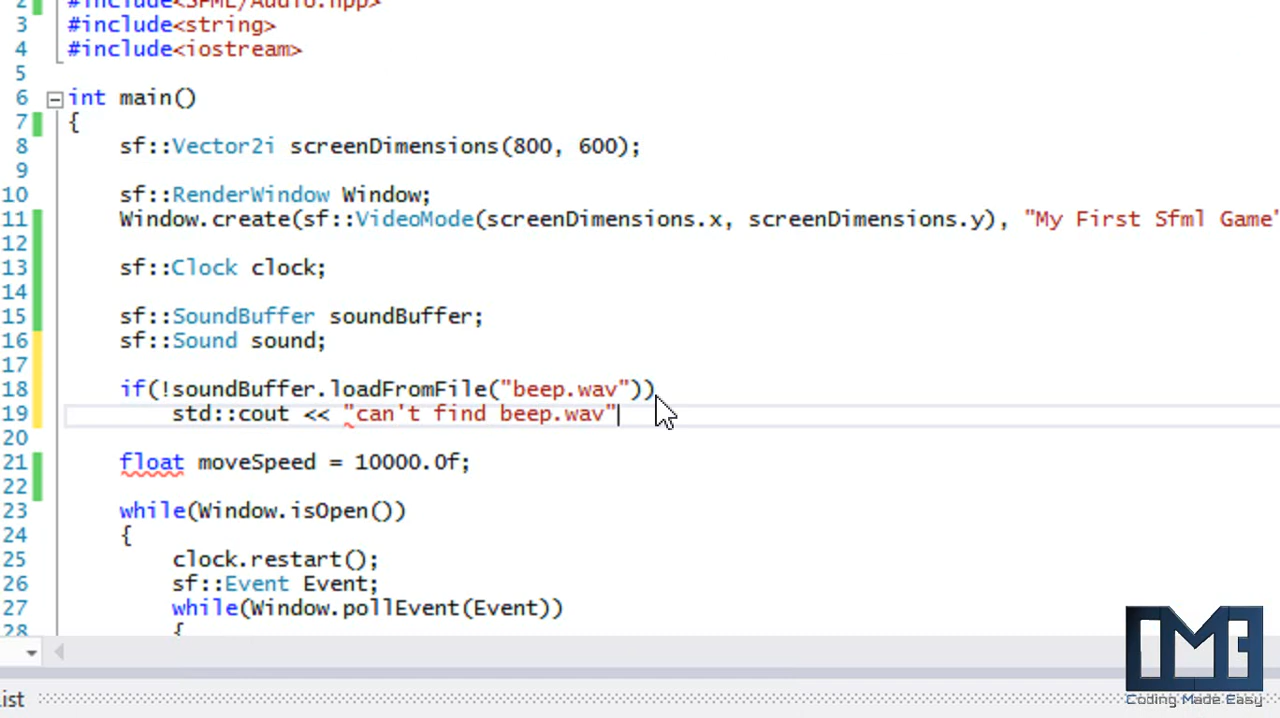 2 #include<SFML/Audio.hpp>
3 #include<string>
4 #include<iostream>
5
6 int main()
7 {
8 sf::Vector2i screenDimensions(800, 600);
9
10 sf::RenderWindow Window;
11 Window.create(sf::VideoMode(screenDimensions.x, screenDimensions.y), "My First Sfml Game"
12
13 sf::Clock clock;
14
15 sf::SoundBuffer soundBuffer;
16 sf::Sound sound;
17
18 if(!soundBuffer.loadFromFile("beep.wav"))
19 std::cout << "can't find beep.wav"
20
21 float moveSpeed = 10000.0f;
22
23 while(Window.isOpen())
24 {
25 clock.restart();
26 sf::Event Event;
27 while(Window.pollEvent(Event))
28 {
ist
CME
Coding Made Easy